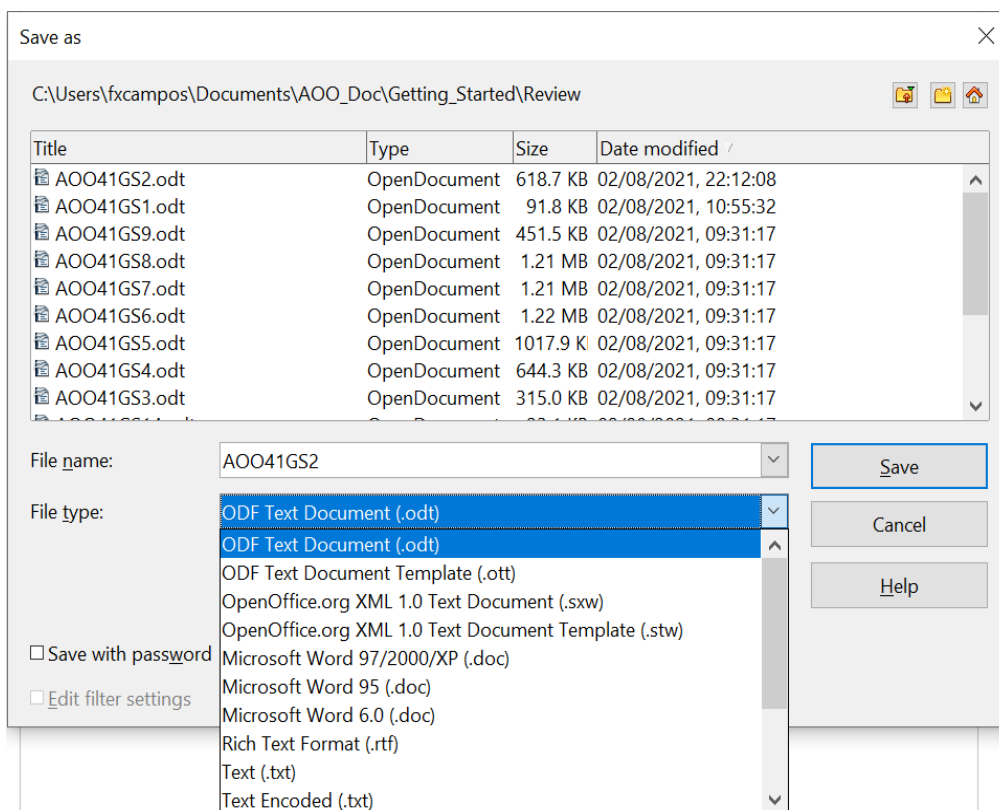 Save as
C:\Users\fxcampos\Documents\AOO_Doc\Getting_Started\Review
Title Type Size Date modified
AOO41GS2.odt OpenDocument 618.7 KB 02/08/2021, 22:12:08
AOO41GS1.odt OpenDocument 91.8 KB 02/08/2021, 10:55:32
AOO41GS9.odt OpenDocument 451.5 KB 02/08/2021, 09:31:17
AOO41GS8.odt OpenDocument 1.21 MB 02/08/2021, 09:31:17
AOO41GS7.odt OpenDocument 1.21 MB 02/08/2021, 09:31:17
AOO41GS6.odt OpenDocument 1.22 MB 02/08/2021, 09:31:17
AOO41GS5.odt OpenDocument 1017.9 K 02/08/2021, 09:31:17
AOO41GS4.odt OpenDocument 644.3 KB 02/08/2021, 09:31:17
AOO41GS3.odt OpenDocument 315.0 KB 02/08/2021, 09:31:17
File name: AOO41GS2 Save
File type: ODF Text Document (.odt) Cancel
ODF Text Document (.odt)
ODF Text Document Template (.ott)
Help
OpenOffice.org XML 1.0 Text Document (.sxw)
OpenOffice.org XML 1.0 Text Document Template (.stw)
Save with password Microsoft Word 97/2000/XP (.doc)
Microsoft Word 95 (.doc)
Edit filter settings
Microsoft Word 6.0 (.doc)
Rich Text Format (.rtf)
Text (.txt)
Text Encoded (.txt)